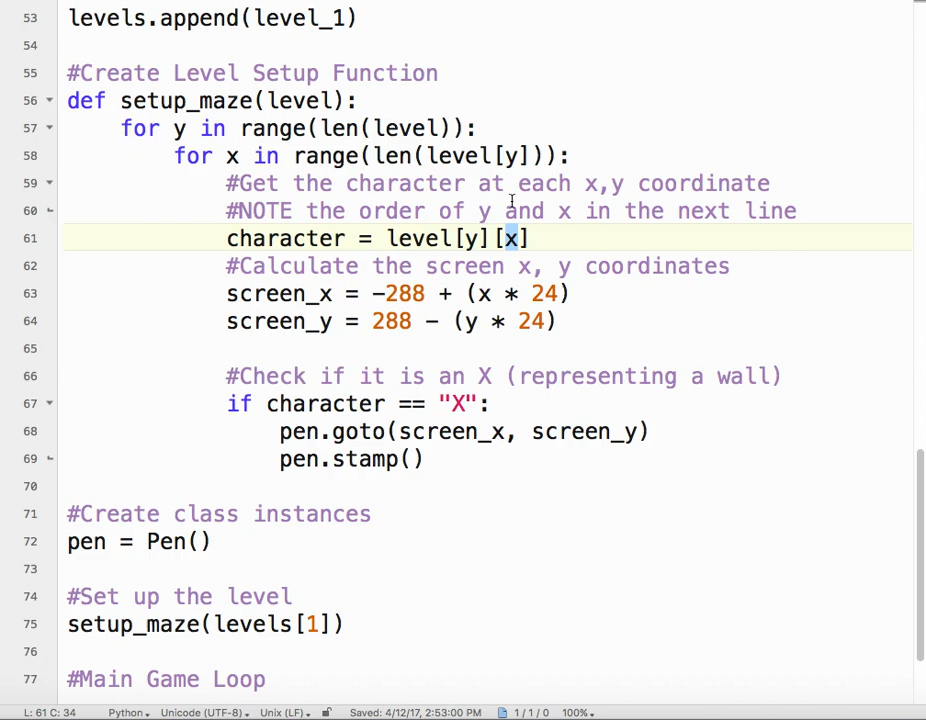 53 levels.append(level_1)
54
55 #Create Level Setup Function
56 def setup_maze(level):
57 for y in range(len(level)):
58 for x in range(len(level[y])):
59 #Get the character at each x,y coordinate
60 #NOTE the order of y and x in the next line
61 character = level[y][x]
62 #Calculate the screen x, y coordinates
63 screen_x = -288 + (x * 24)
64 screen_y = 288 - (y * 24)
65
66 #Check if it is an X (representing a wall)
67 if character == "X":
68 pen.goto(screen_x, screen_y)
69 pen.stamp()
70
71 #Create class instances
72 pen = Pen()
73
74 #Set up the level
75 setup_maze(levels[1])
76
77 #Main Game Loop
L: 61 C: 34 Python Unicode (UTF-8) Unix (LF) Saved: 4/12/17, 2:53:00 PM 1 / 1 / 0 100%